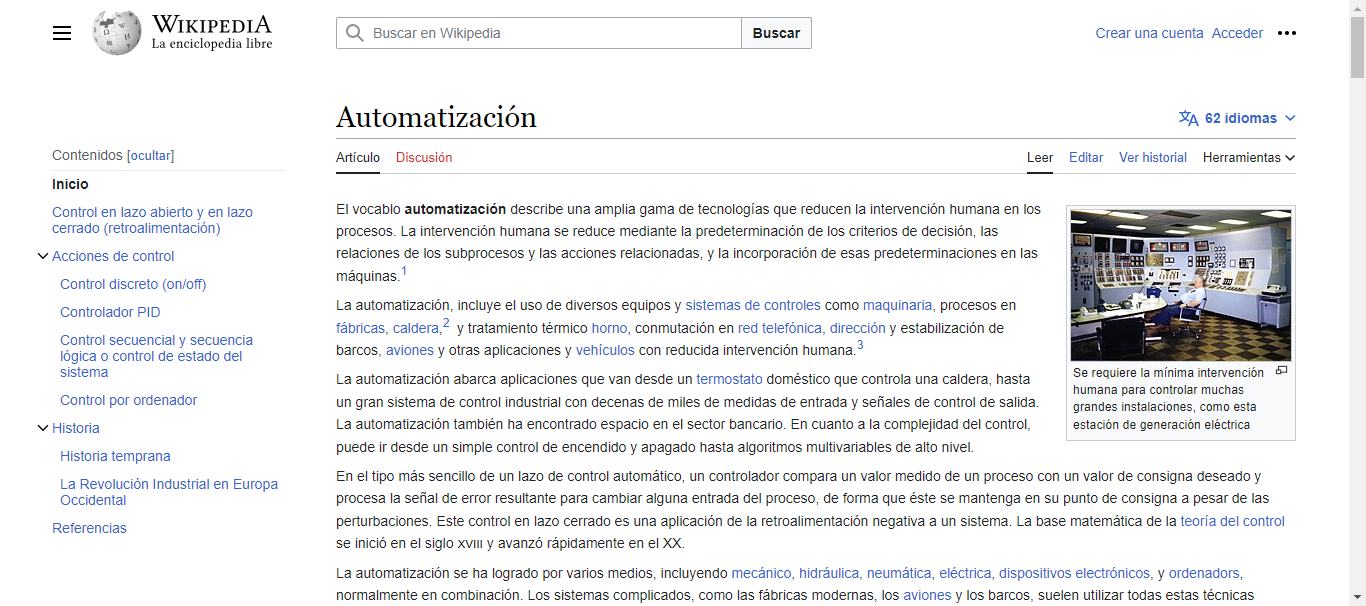 WIKIPEDIA
La enciclopedia libre
Buscar en Wikipedia
Buscar
Crear una cuenta Acceder
Automatización
62 idiomas
Artículo Discusión
Leer Editar Ver historial Herramientas
Contenidos [ocultar]
Inicio
Control en lazo abierto y en lazo
cerrado (retroalimentación)
Acciones de control
Control discreto (on/off)
Controlador PID
Control secuencial y secuencia
lógica o control de estado del
sistema
Control por ordenador
Historia
Historia temprana
La Revolución Industrial en Europa
Occidental
Referencias
El vocablo automatización describe una amplia gama de tecnologías que reducen la intervención humana en los
procesos. La intervención humana se reduce mediante la predeterminación de los criterios de decisión, las
relaciones de los subprocesos y las acciones relacionadas, y la incorporación de esas predeterminaciones en las
máquinas.1
La automatización, incluye el uso de diversos equipos y sistemas de controles como maquinaria, procesos en
fábricas, caldera,2 y tratamiento térmico horno, conmutación en red telefónica, dirección y estabilización de
barcos, aviones y otras aplicaciones y vehículos con reducida intervención humana.3
La automatización abarca aplicaciones que van desde un termostato doméstico que controla una caldera, hasta
un gran sistema de control industrial con decenas de miles de medidas de entrada y señales de control de salida.
La automatización también ha encontrado espacio en el sector bancario. En cuanto a la complejidad del control,
puede ir desde un simple control de encendido y apagado hasta algoritmos multivariables de alto nivel.
Se requiere la mínima intervención
humana para controlar muchas
grandes instalaciones, como esta
estación de generación eléctrica
En el tipo más sencillo de un lazo de control automático, un controlador compara un valor medido de un proceso con un valor de consigna deseado y
procesa la señal de error resultante para cambiar alguna entrada del proceso, de forma que éste se mantenga en su punto de consigna a pesar de las
perturbaciones. Este control en lazo cerrado es una aplicación de la retroalimentación negativa a un sistema. La base matemática de la teoría del control
se inició en el siglo XVIII y avanzó rápidamente en el XX.
La automatización se ha logrado por varios medios, incluyendo mecánico, hidráulica, neumática, eléctrica, dispositivos electrónicos, y ordenadors,
normalmente en combinación. Los sistemas complicados, como las fábricas modernas, los aviones y los barcos, suelen utilizar todas estas técnicas